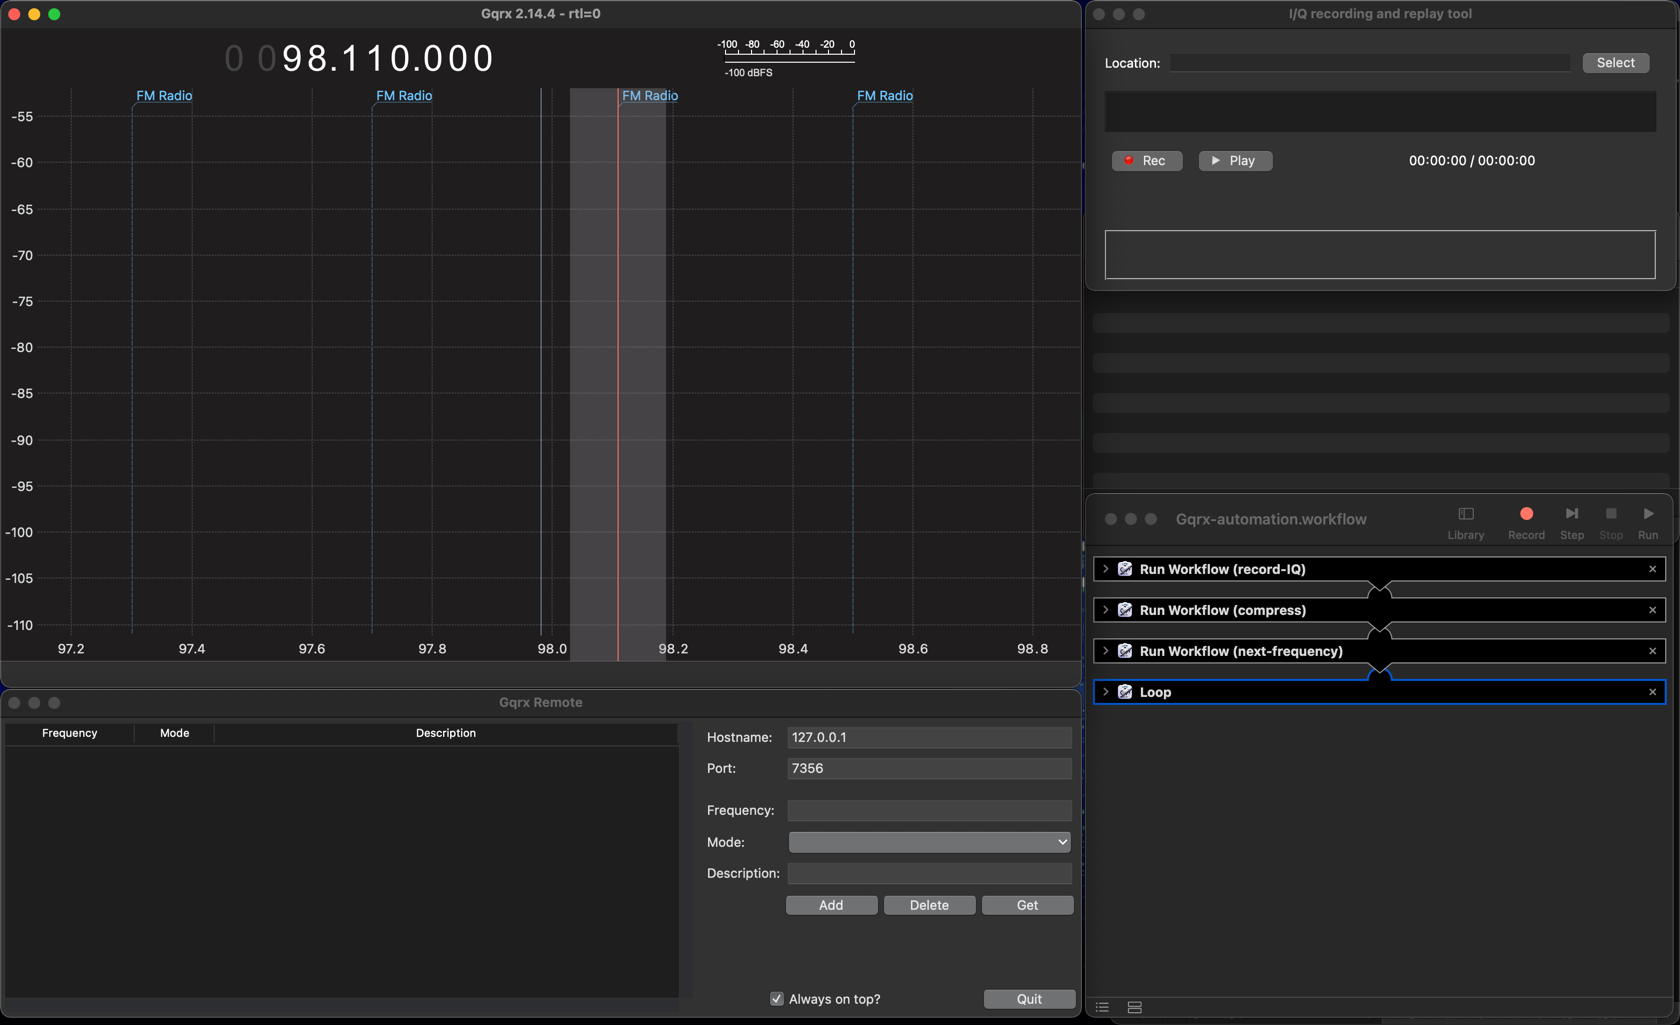 Gqrx 2.14.4 - rtl=0
0 098.110.000
-100 -80 -60 -40 -20 0
-100 dBFS
FM Radio FM Radio FM Radio FM Radio
-55
-60
-65
-70
-75
-80
-85
-90
-95
-100
-105
-110
97.2 97.4 97.6 97.8 98.0 98.2 98.4 98.6 98.8
I/Q recording and replay tool
Location: Select
Rec Play 00:00:00 / 00:00:00
Gqrx-automation.workflow
Library Record Step Stop Run
Run Workflow (record-IQ)
Run Workflow (compress)
Run Workflow (next-frequency)
Loop
Gqrx Remote
Frequency Mode Description
Hostname: 127.0.0.1
Port: 7356
Frequency:
Mode:
Description:
Add Delete Get
Always on top? Quit